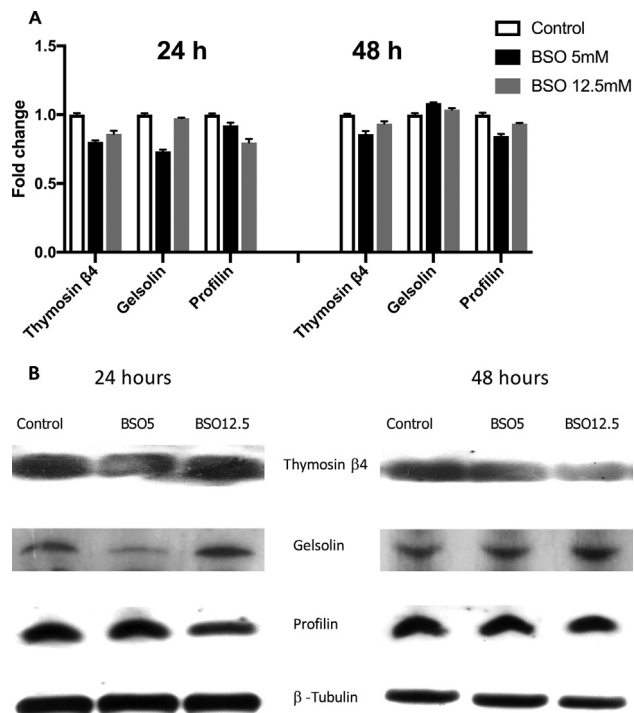 A
Control
BSO 5mM
BSO 12.5mM
24 h
48 h
Fold change
1.5
1.0
0.5
0.0
Thymosin β4
Gelsolin
Profilin
Thymosin β4
Gelsolin
Profilin
B
24 hours
48 hours
Control BSO5 BSO12.5
Control BSO5 BSO12.5
Thymosin β4
Gelsolin
Profilin
β -Tubulin